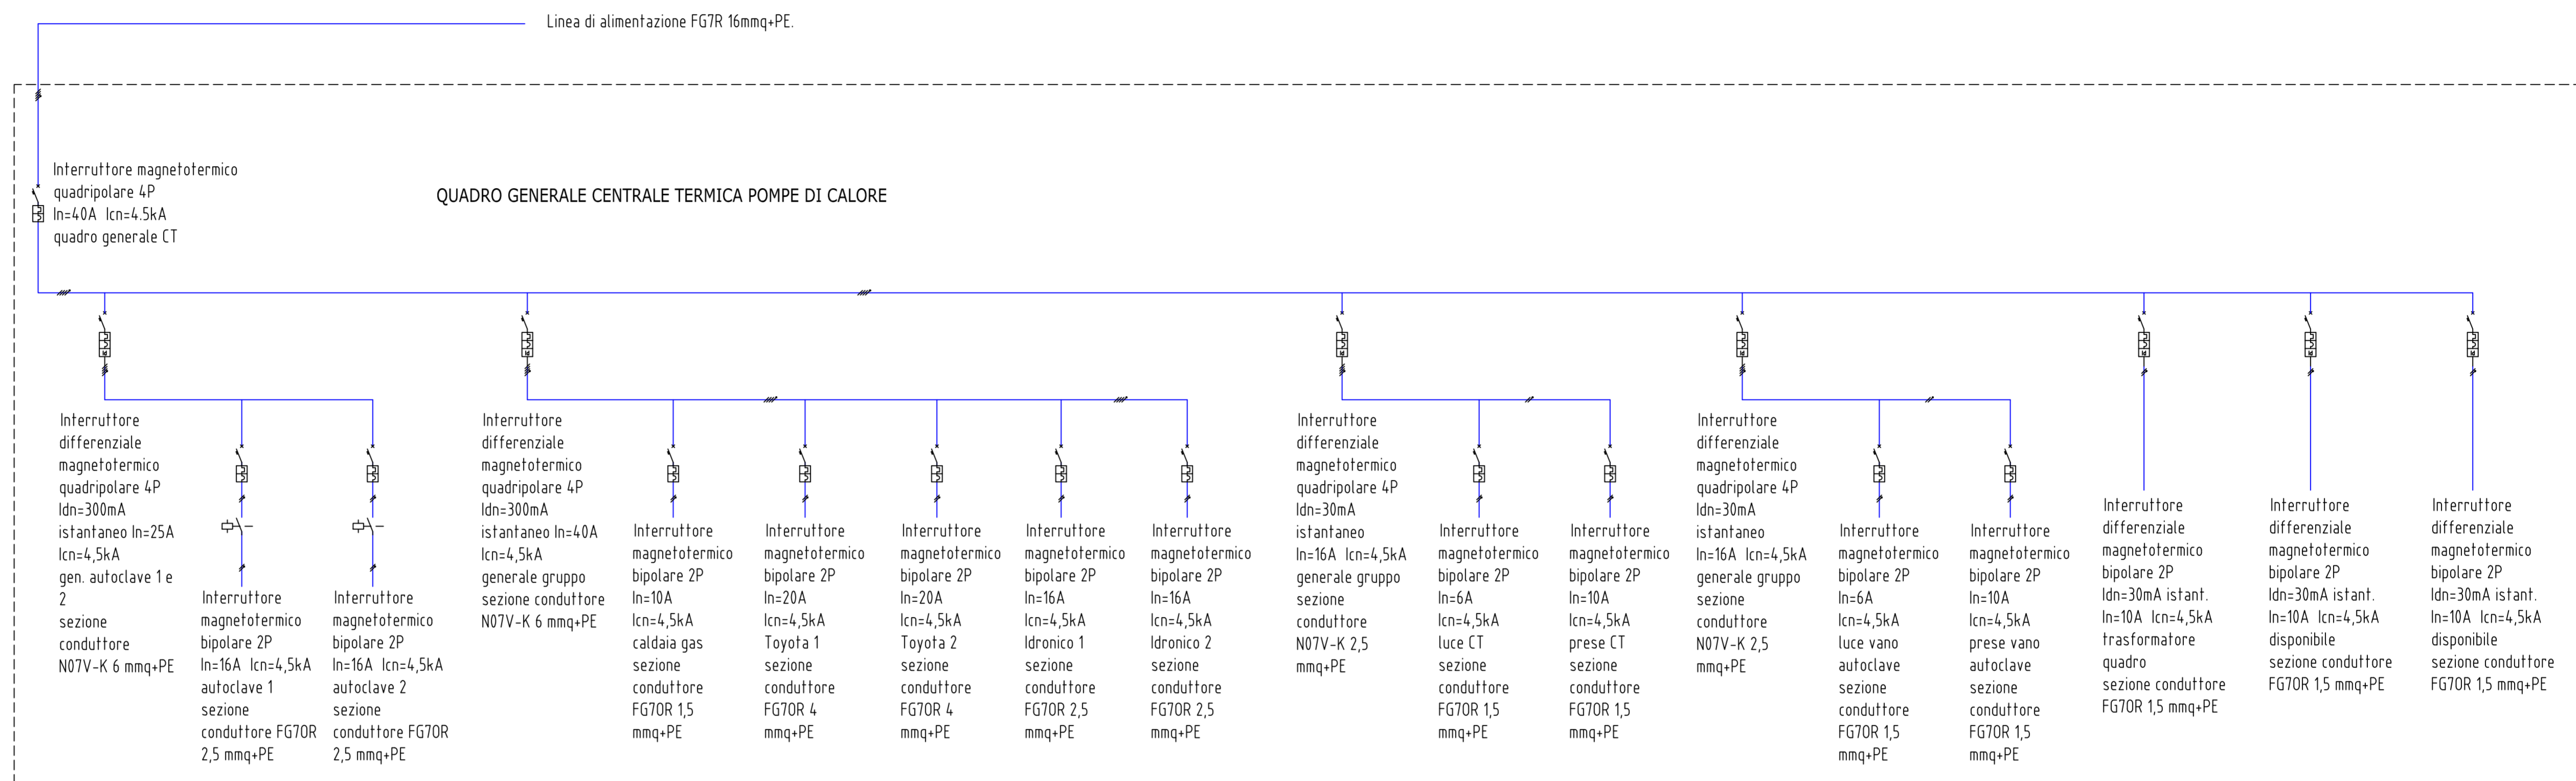 Linea di alimentazione FG7R 16mmq+PE.
Interruttore magnetotermico
quadripolare 4P
In=40A Icn=4.5kA
quadro generale CT
QUADRO GENERALE CENTRALE TERMICA POMPE DI CALORE
Interruttore
differenziale
magnetotermico
quadripolare 4P
Idn=300mA
istantaneo In=25A
Icn=4,5kA
gen. autoclave 1 e
2
sezione
conduttore
N07V-K 6 mmq+PE
Interruttore
magnetotermico
bipolare 2P
In=16A Icn=4,5kA
autoclave 1
sezione
conduttore FG7OR
2,5 mmq+PE
Interruttore
magnetotermico
bipolare 2P
In=16A Icn=4,5kA
autoclave 2
sezione
conduttore FG7OR
2,5 mmq+PE
Interruttore
differenziale
magnetotermico
quadripolare 4P
Idn=300mA
istantaneo In=40A
Icn=4,5kA
generale gruppo
sezione conduttore
N07V-K 6 mmq+PE
Interruttore
magnetotermico
bipolare 2P
In=10A
Icn=4,5kA
caldaia gas
sezione
conduttore
FG7OR 1,5
mmq+PE
Interruttore
magnetotermico
bipolare 2P
In=20A
Icn=4,5kA
Toyota 1
sezione
conduttore
FG7OR 4
mmq+PE
Interruttore
magnetotermico
bipolare 2P
In=20A
Icn=4,5kA
Toyota 2
sezione
conduttore
FG7OR 4
mmq+PE
Interruttore
magnetotermico
bipolare 2P
In=16A
Icn=4,5kA
Idronico 1
sezione
conduttore
FG7OR 2,5
mmq+PE
Interruttore
magnetotermico
bipolare 2P
In=16A
Icn=4,5kA
Idronico 2
sezione
conduttore
FG7OR 2,5
mmq+PE
Interruttore
differenziale
magnetotermico
quadripolare 4P
Idn=30mA
istantaneo
In=16A Icn=4,5kA
generale gruppo
sezione
conduttore
N07V-K 2,5
mmq+PE
Interruttore
magnetotermico
bipolare 2P
In=6A
Icn=4,5kA
luce CT
sezione
conduttore
FG7OR 1,5
mmq+PE
Interruttore
magnetotermico
bipolare 2P
In=10A
Icn=4,5kA
prese CT
sezione
conduttore
FG7OR 1,5
mmq+PE
Interruttore
differenziale
magnetotermico
quadripolare 4P
Idn=30mA
istantaneo
In=16A Icn=4,5kA
generale gruppo
sezione
conduttore
N07V-K 2,5
mmq+PE
Interruttore
magnetotermico
bipolare 2P
In=6A
Icn=4,5kA
luce vano
autoclave
sezione
conduttore
FG7OR 1,5
mmq+PE
Interruttore
magnetotermico
bipolare 2P
In=10A
Icn=4,5kA
prese vano
autoclave
sezione
conduttore
FG7OR 1,5
mmq+PE
Interruttore
differenziale
magnetotermico
bipolare 2P
Idn=30mA istant.
In=10A Icn=4,5kA
trasformatore
quadro
sezione conduttore
FG7OR 1,5 mmq+PE
Interruttore
differenziale
magnetotermico
bipolare 2P
Idn=30mA istant.
In=10A Icn=4,5kA
disponibile
sezione conduttore
FG7OR 1,5 mmq+PE
Interruttore
differenziale
magnetotermico
bipolare 2P
Idn=30mA istant.
In=10A Icn=4,5kA
disponibile
sezione conduttore
FG7OR 1,5 mmq+PE